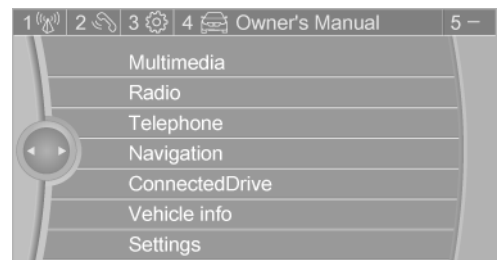 1 2 3 4 Owner's Manual 5 –
Multimedia
Radio
Telephone
Navigation
ConnectedDrive
Vehicle info
Settings